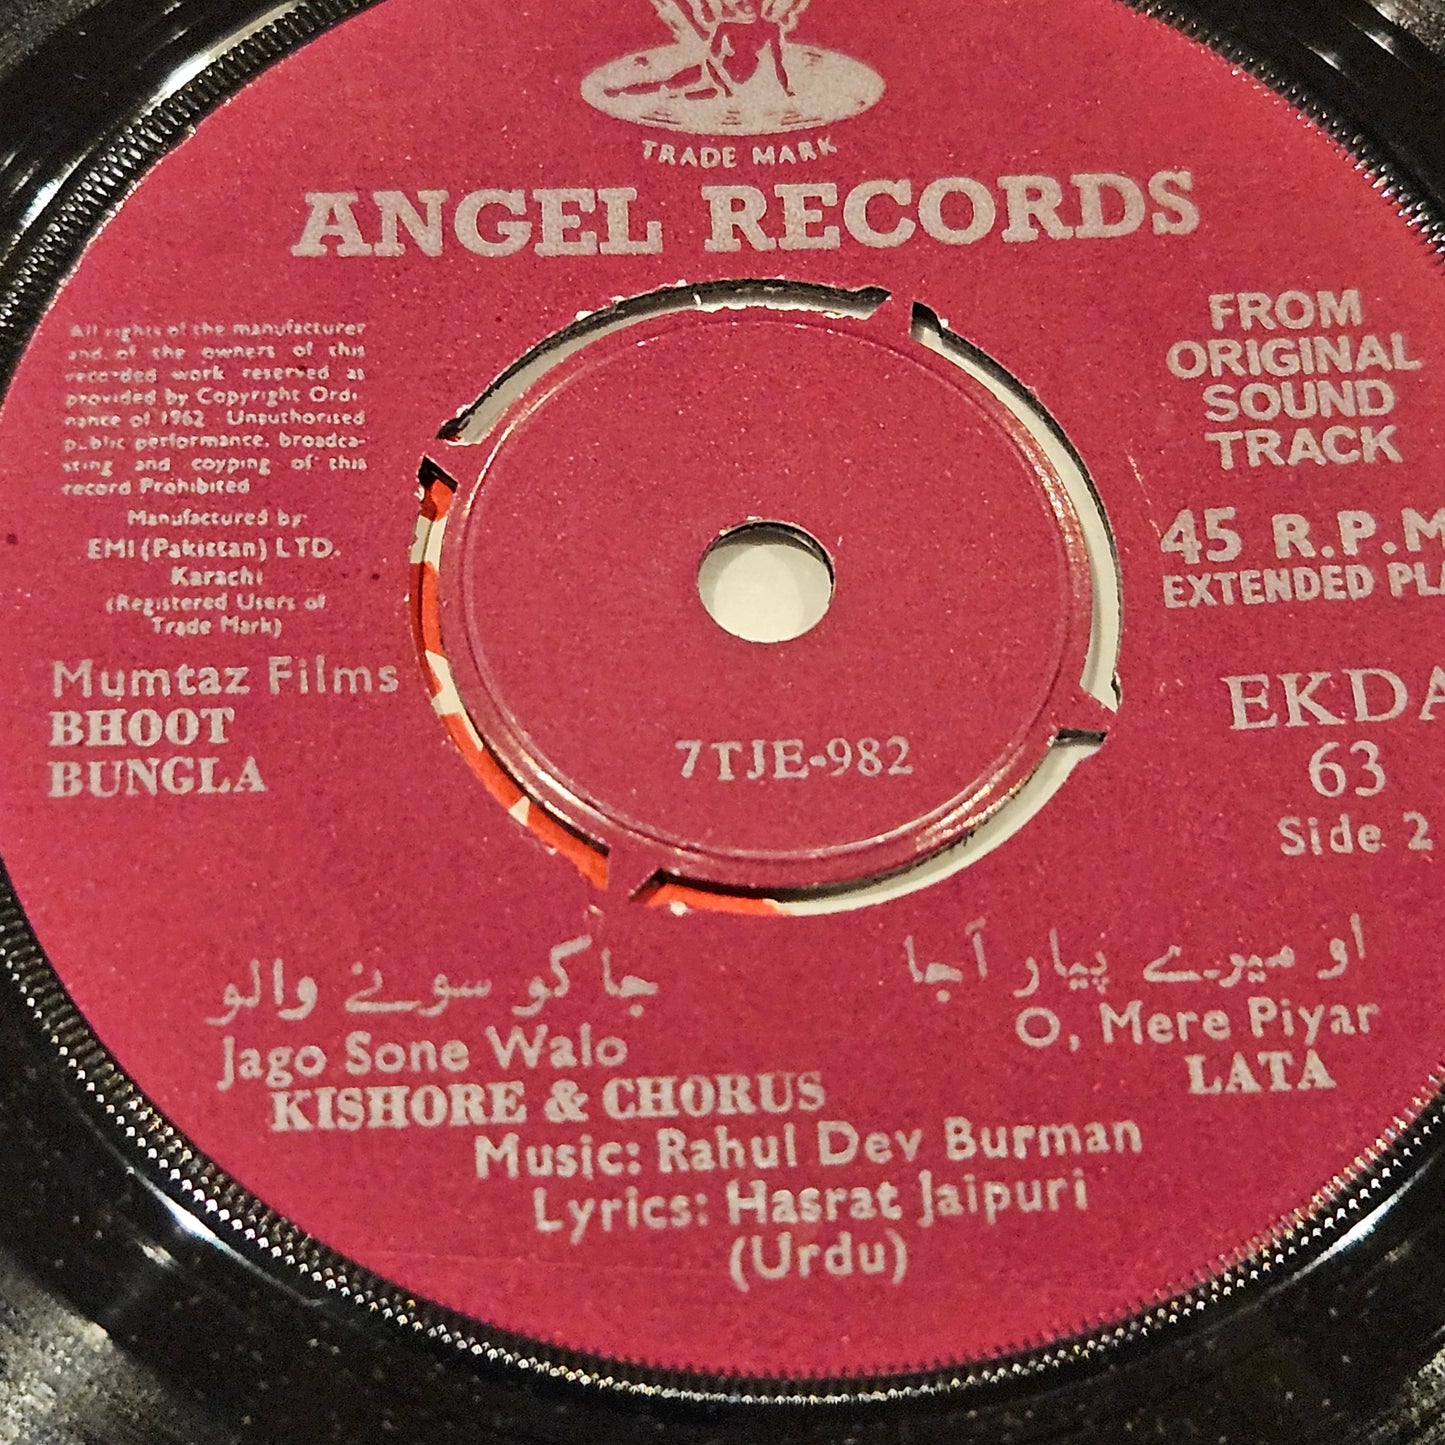 TRADE MARK
ANGEL RECORDS
All rights of the manufacturer
and of the owners of this
recorded work reserved as
provided by Copyright Ordi-
nance of 1962 Unauthorised
public performance, broadca-
sting and coyping of this
record Prohibited
Manufactured by:
EMI (Pakistan) LTD.
Karachi
(Registered Users of
Trade Mark)
Mumtaz Films
BHOOT
BUNGLA
FROM
ORIGINAL
SOUND
TRACK
45 R.P.M
EXTENDED PLA
EKDA
63
Side 2
7TJE-982
جا کو سونے والو
Jago Sone Walo
KISHORE & CHORUS
او میرے پیار آجا
O, Mere Piyar
LATA
Music: Rahul Dev Burman
Lyrics: Hasrat Jaipuri
(Urdu)